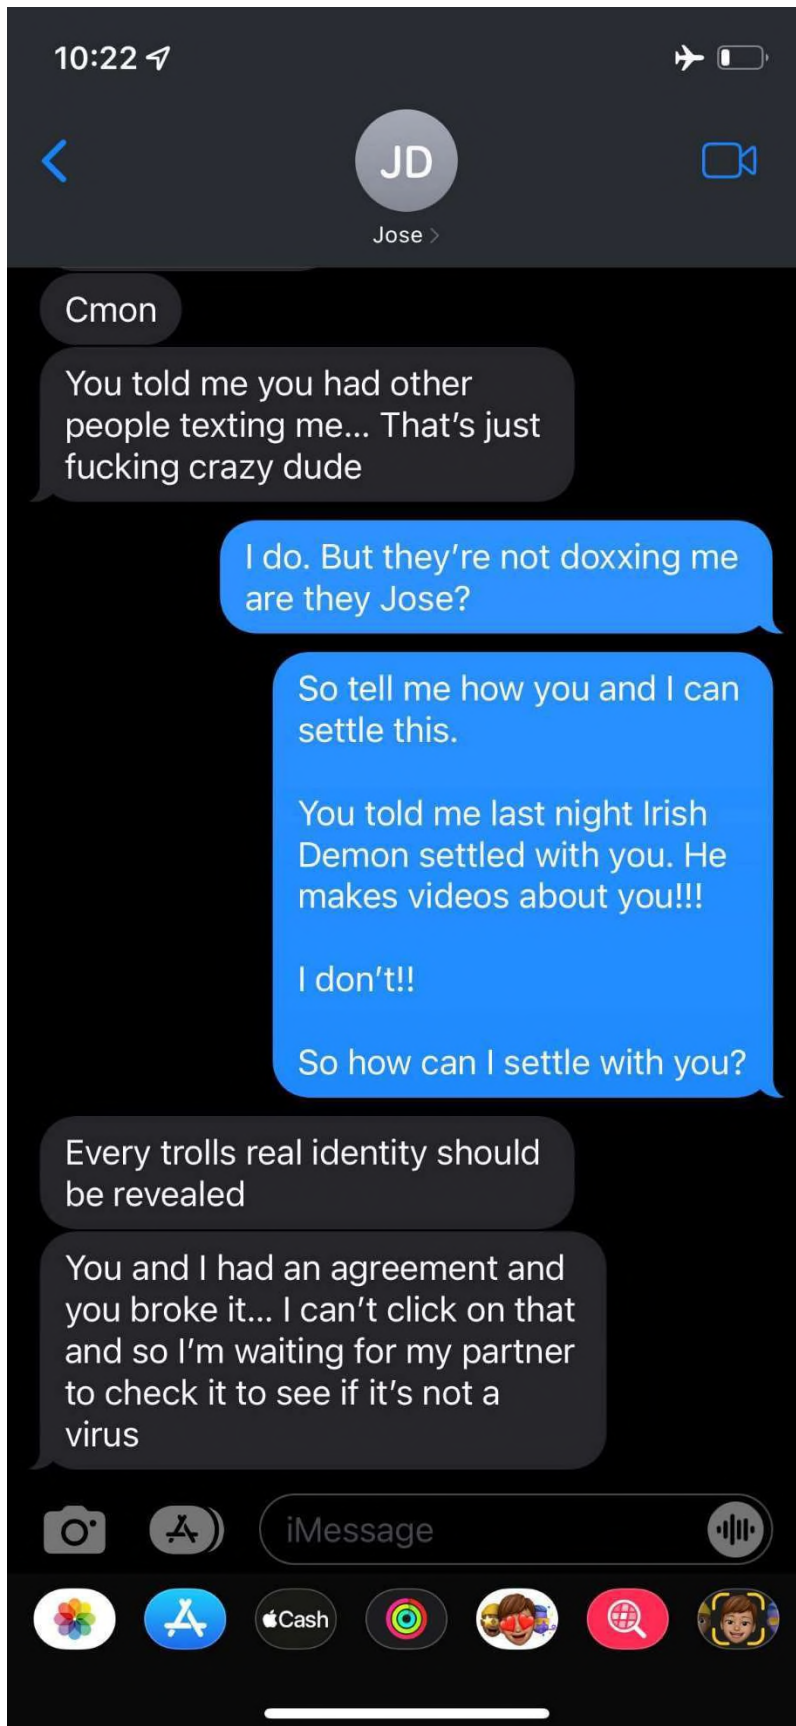 10:22
JD
Jose
Cmon
You told me you had other
people texting me... That's just
fucking crazy dude
I do. But they're not doxxing me
are they Jose?
So tell me how you and I can
settle this.
You told me last night Irish
Demon settled with you. He
makes videos about you!!!
I don't!!
So how can I settle with you?
Every trolls real identity should
be revealed
You and I had an agreement and
you broke it... I can't click on that
and so I'm waiting for my partner
to check it to see if it's not a
virus
iMessage
Cash